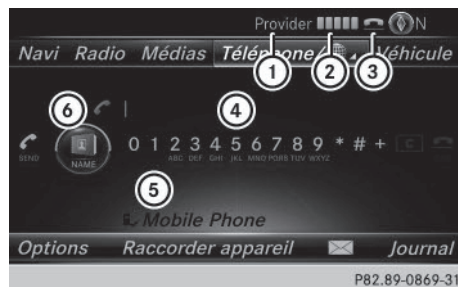 Provider N
Navi Radio Médias Téléphone Véhicule
1 2 3
6 4
SEND NAME 0 1 2 3 4 5 6 7 8 9 * # + C
ABC DEF GHI JKL MNO PQRS TUV WXYZ
5
Mobile Phone
Options Raccorder appareil Journal
P82.89-0869-31